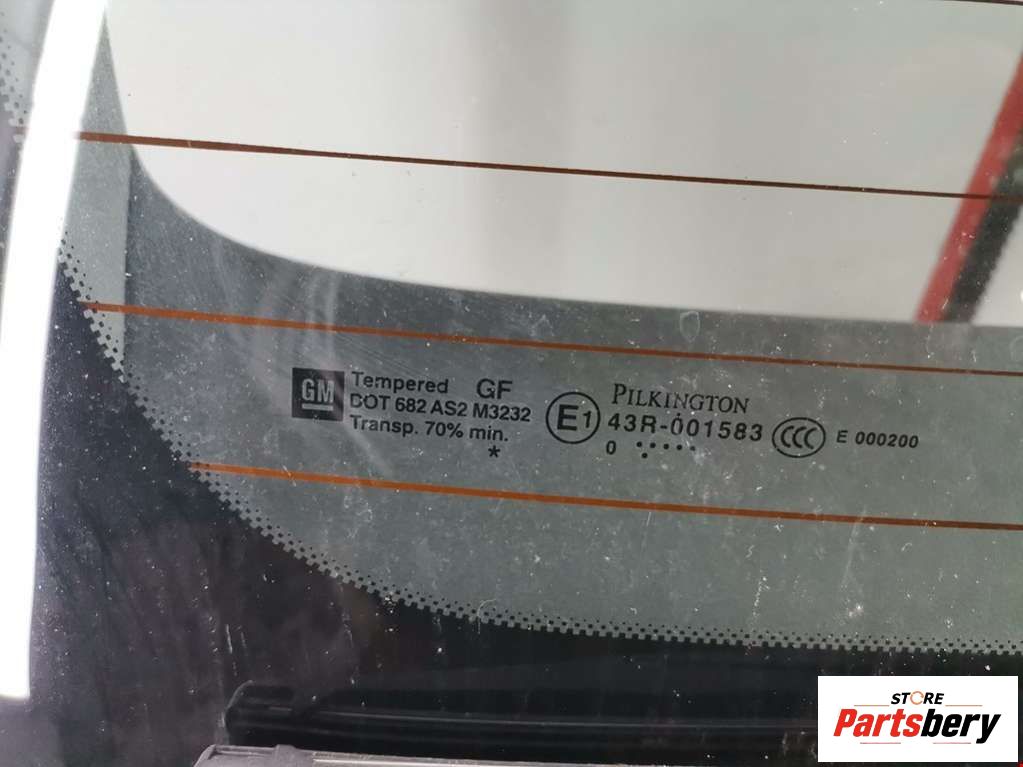 GM
Tempered GF
DOT 682 AS2 M3232
Transp. 70% min.
*
E1
PILKINGTON
43R-001583
0
CCC
E 000200
STORE
Partsbery